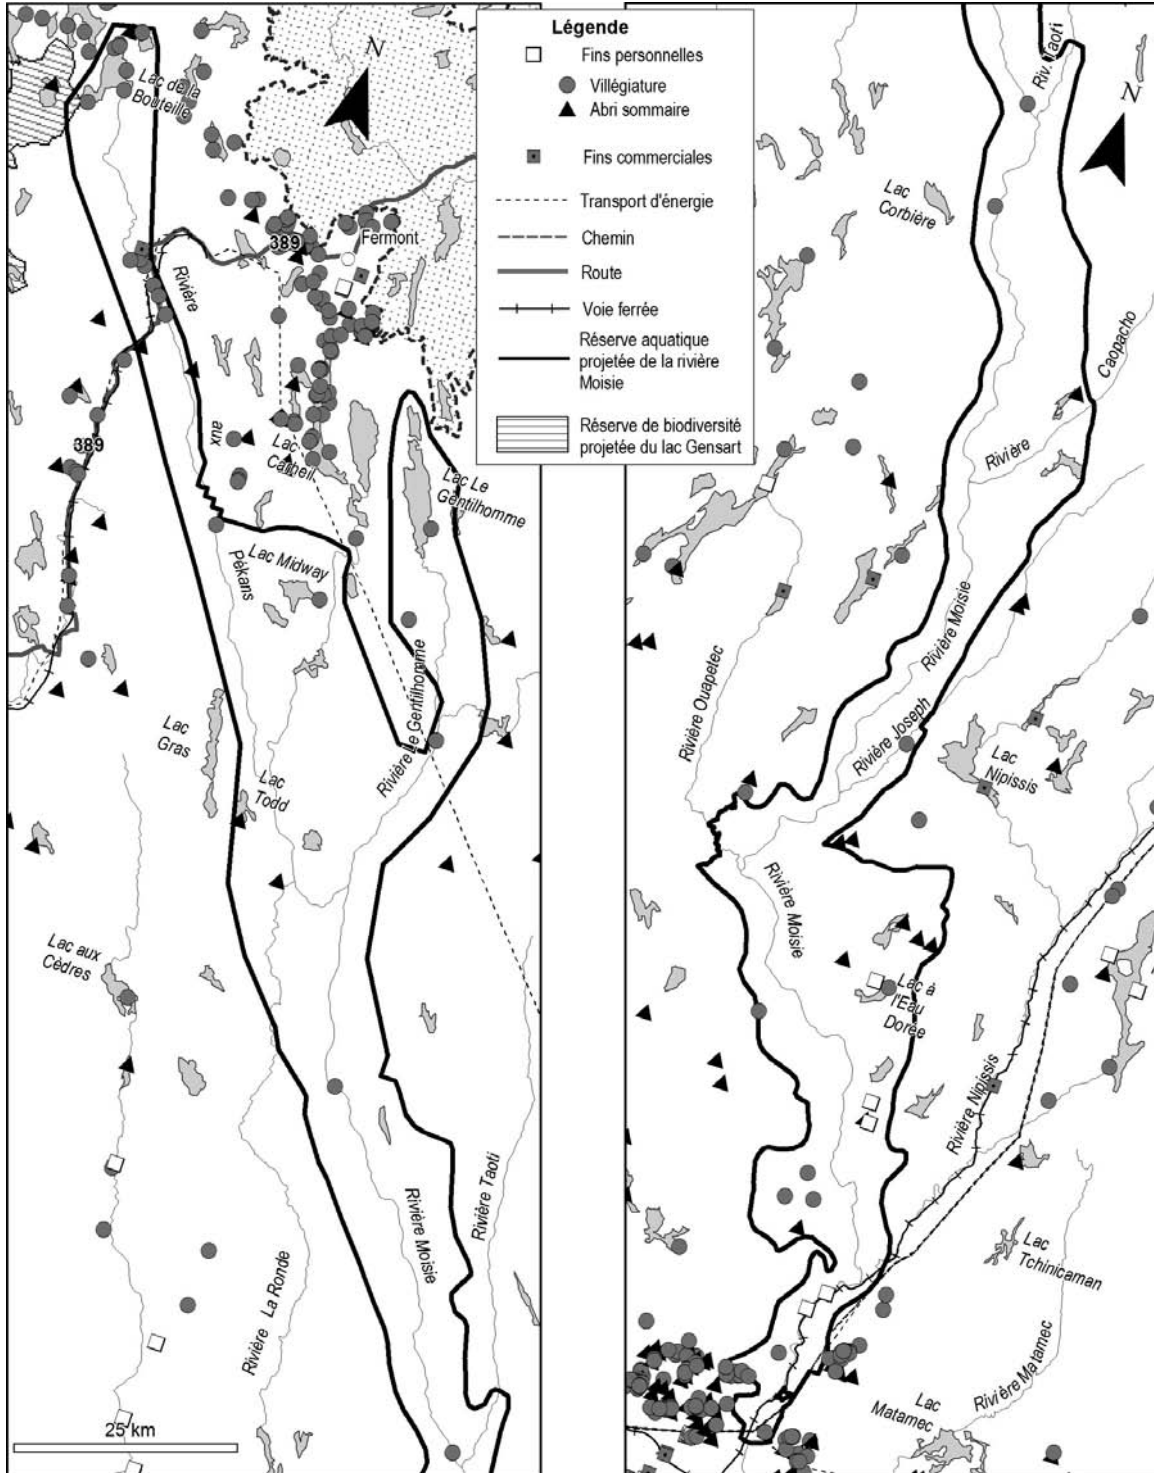 Légende
Fins personnelles
Villégiature
Abri sommaire
Fins commerciales
Transport d'énergie
Chemin
Route
Voie ferrée
Réserve aquatique
projetée de la rivière
Moisie
Réserve de biodiversité
projetée du lac Gensart
N
Lac de la
Bouteille
389
Fermont
Rivière
aux
Pékans
389
Lac
Carheil
Lac Le
Gentilhomme
Lac Midway
Rivière Le Gentilhomme
Lac
Gras
Lac
Todd
Lac aux
Cèdres
Rivière La Ronde
Rivière Moisie
Rivière Taoti
25 km
Riv. Taoti
N
Lac
Corbière
Caopacho
Rivière
Rivière Moisie
Rivière Ouapetec
Rivière Joseph
Lac
Nipissis
Rivière Moisie
Lac à
l'Eau
Dorée
Rivière Nipissis
Lac
Tchinicaman
Rivière Matamec
Lac
Matamec